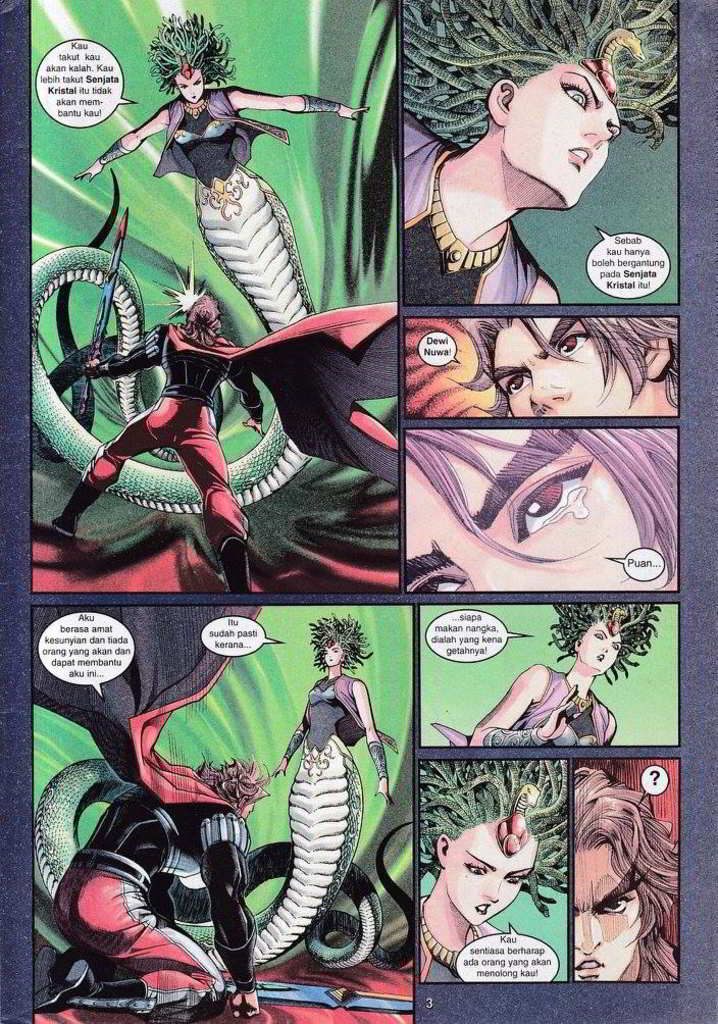 Kau
takut kau
akan kalah. Kau
lebih takut Senjata
Kristal itu tidak
akan mem-
bantu kau!
Sebab
kau hanya
boleh bergantung
pada Senjata
Kristal itu!
Dewi
Nuwa!
Puan...
Aku
berasa amat
kesunyian dan tiada
orang yang akan dan
dapat membantu
aku ini...
Itu
sudah pasti
kerana...
...siapa
makan nangka,
dialah yang kena
getahnya!
Kau
sentiasa berharap
ada orang yang akan
menolong kau!
?
3